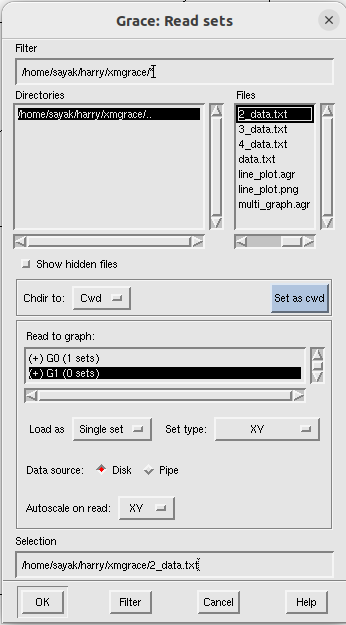 Grace: Read sets
Filter
/home/sayak/harry/xmgrace/*
Directories
/home/sayak/harry/xmgrace/..
Files
2_data.txt
3_data.txt
4_data.txt
data.txt
line_plot.agr
line_plot.png
multi_graph.agr
Show hidden files
Chdir to: Cwd Set as cwd
Read to graph:
(+) G0 (1 sets)
(+) G1 (0 sets)
Load as Single set Set type: XY
Data source: Disk Pipe
Autoscale on read: XY
Selection
/home/sayak/harry/xmgrace/2_data.txt
OK Filter Cancel Help